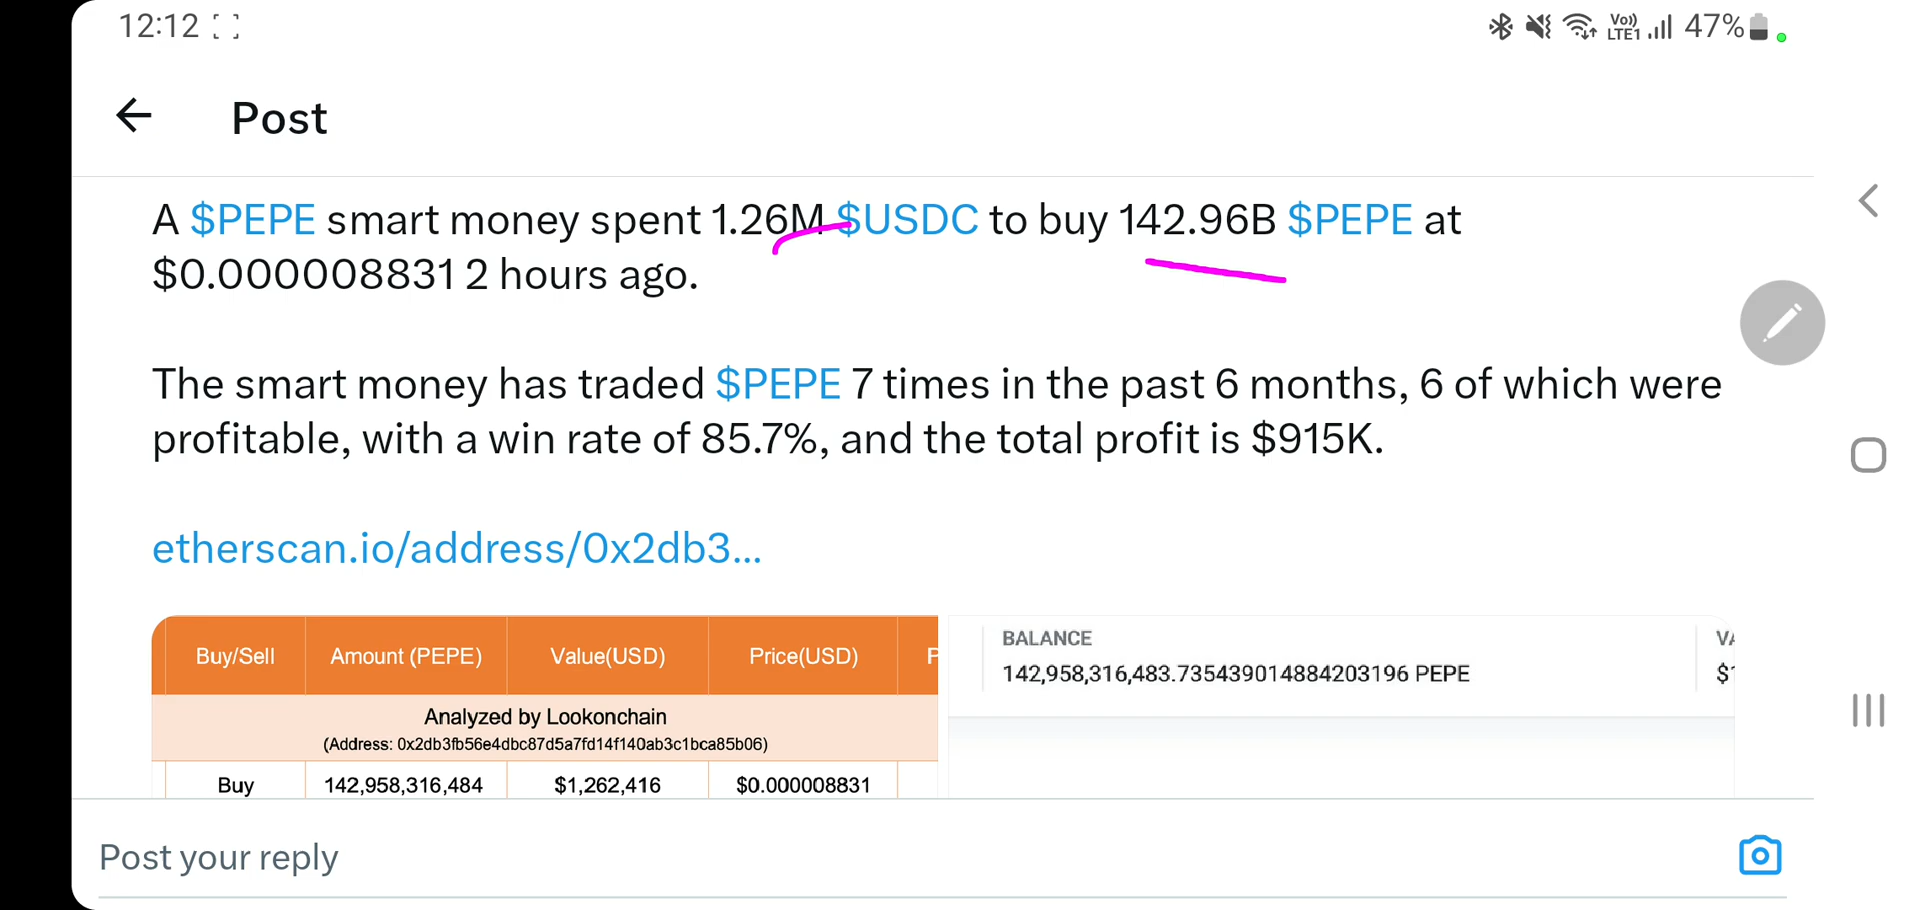 12:12
Vo))
LTE1
47%
Post
A $PEPE smart money spent 1.26M $USDC to buy 142.96B $PEPE at
$0.000008831 2 hours ago.
The smart money has traded $PEPE 7 times in the past 6 months, 6 of which were
profitable, with a win rate of 85.7%, and the total profit is $915K.
etherscan.io/address/0x2db3...
Buy/Sell Amount (PEPE) Value(USD) Price(USD)
Analyzed by Lookonchain
(Address: 0x2db3fb56e4dbc87d5a7fd14f140ab3c1bca85b06)
Buy 142,958,316,484 $1,262,416 $0.000008831
BALANCE
142,958,316,483.735439014884203196 PEPE
Post your reply